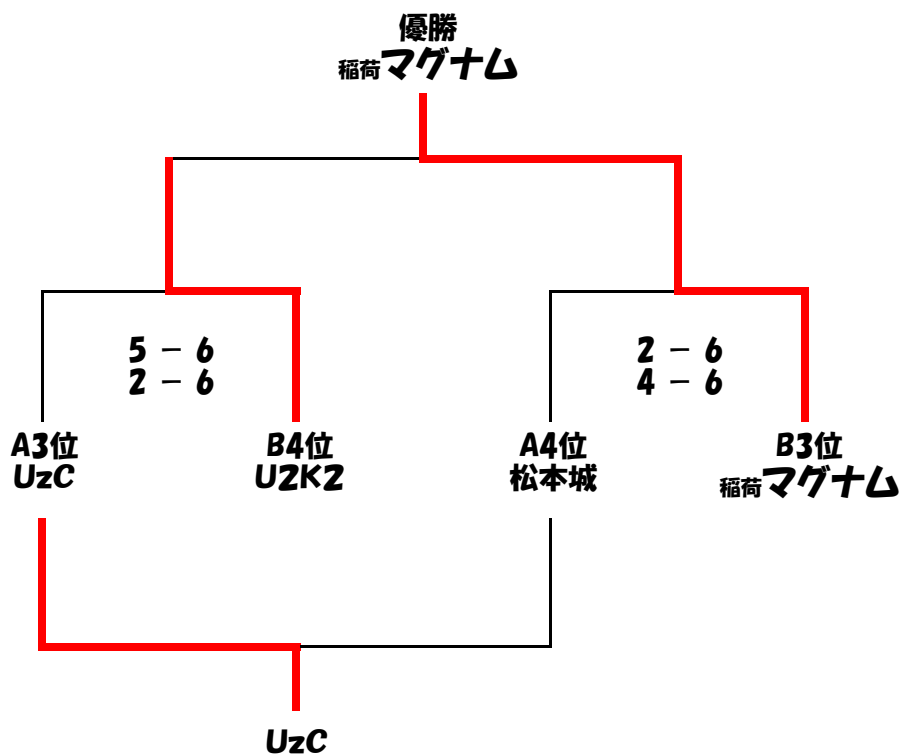 優勝
稲荷マグナム
5 － 6
2 － 6
2 － 6
4 － 6
A3位
UzC
B4位
U2K2
A4位
松本城
B3位
稲荷マグナム
UzC